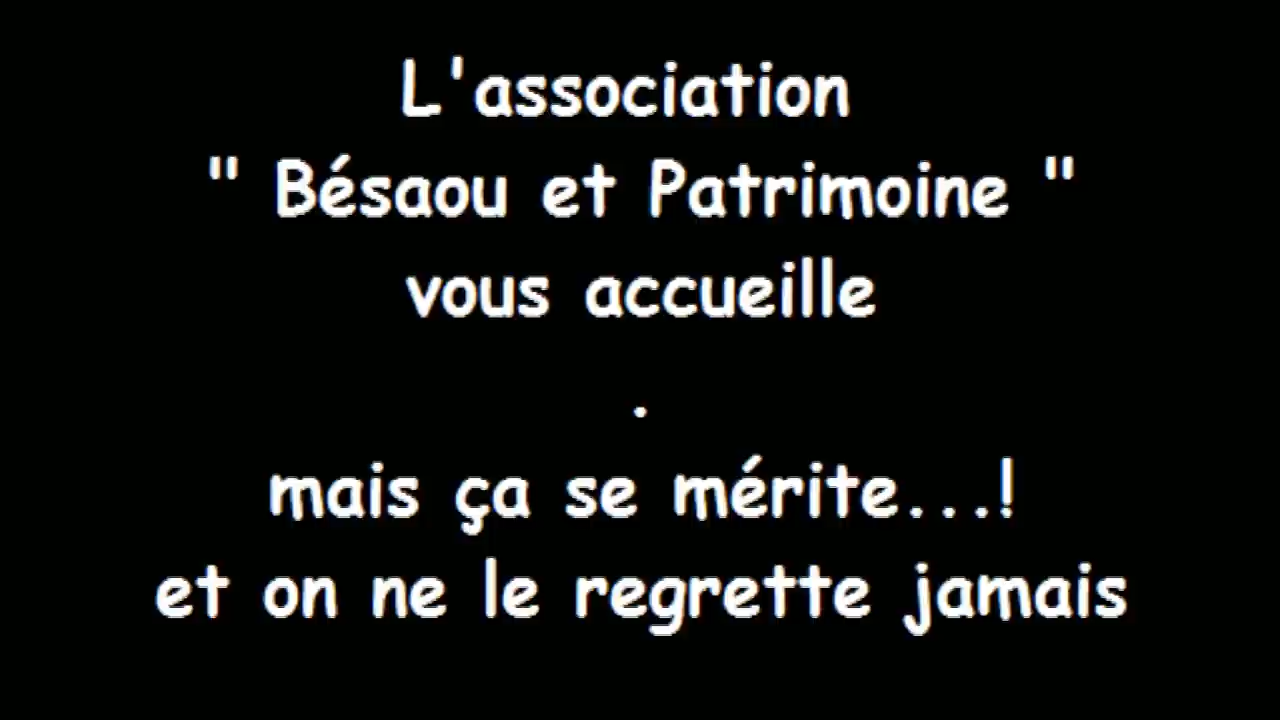 L'association
" Bésaou et Patrimoine "
vous accueille
.
mais ça se mérite...!
et on ne le regrette jamais